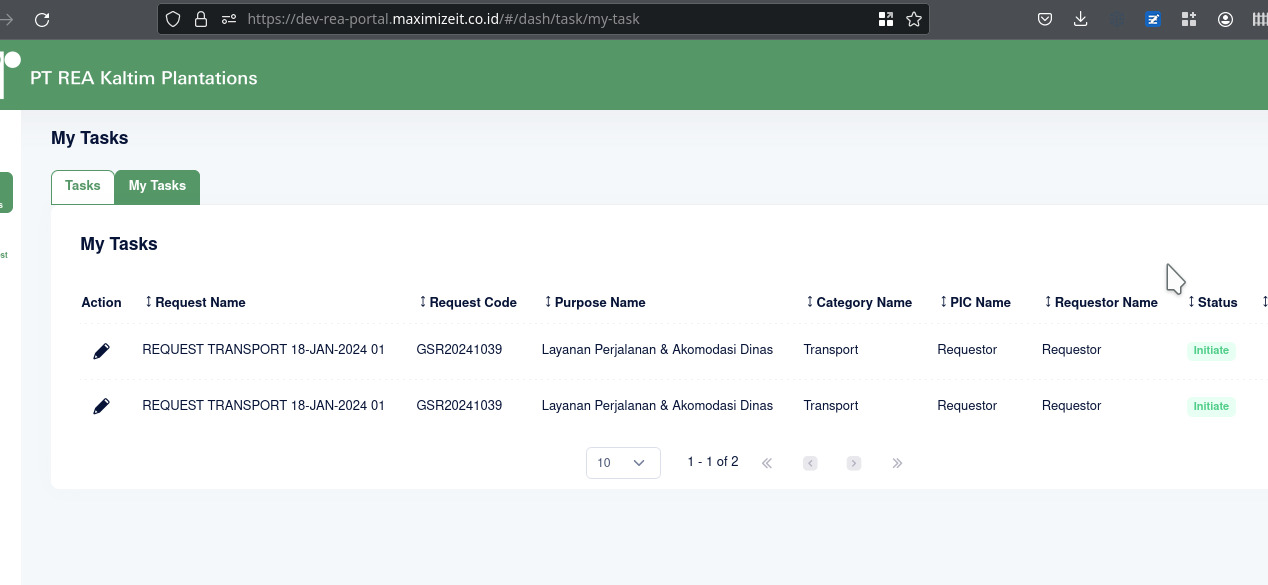 https://dev-rea-portal.maximizeit.co.id/#/dash/task/my-task
PT REA Kaltim Plantations
My Tasks
Tasks My Tasks
s
My Tasks
st
Action Request Name Request Code Purpose Name Category Name PIC Name Requestor Name Status
REQUEST TRANSPORT 18-JAN-2024 01 GSR20241039 Layanan Perjalanan & Akomodasi Dinas Transport Requestor Requestor Initiate
REQUEST TRANSPORT 18-JAN-2024 01 GSR20241039 Layanan Perjalanan & Akomodasi Dinas Transport Requestor Requestor Initiate
10 1 - 1 of 2